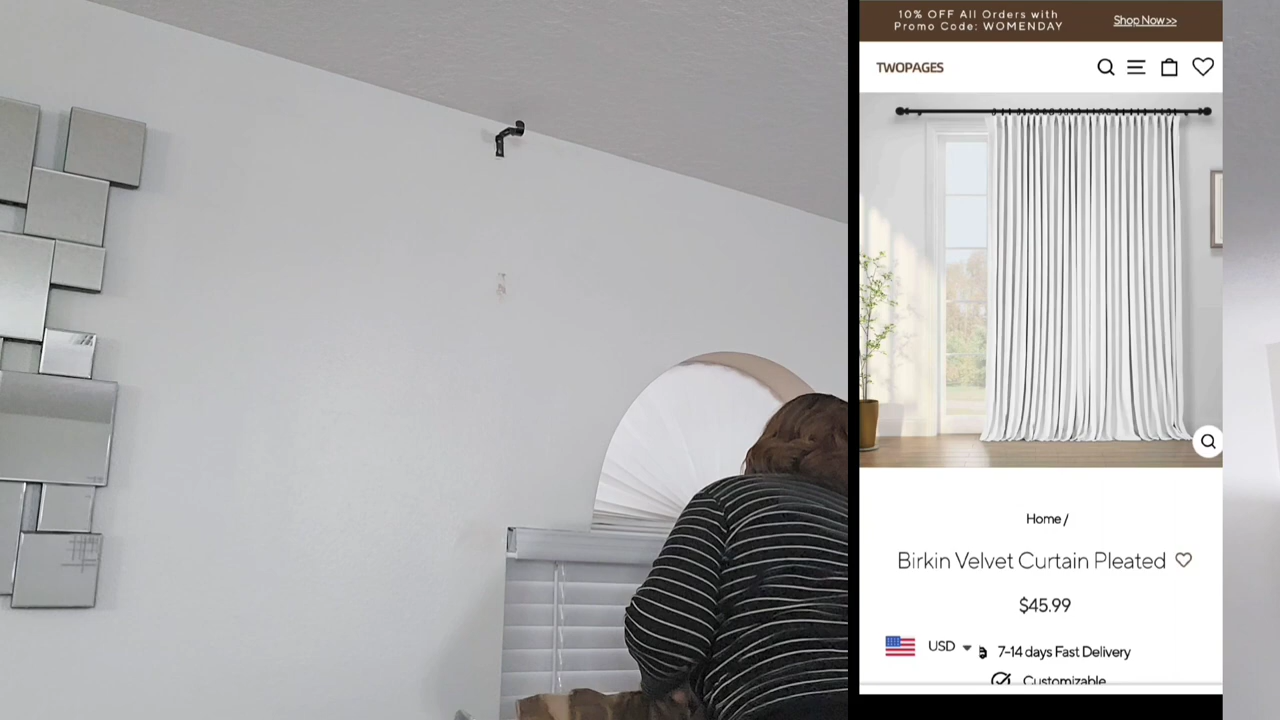 10% OFF All Orders with
Promo Code: WOMENDAY
Shop Now >>
TWOPAGES
Home /
Birkin Velvet Curtain Pleated
$45.99
USD
7-14 days Fast Delivery
Customizable